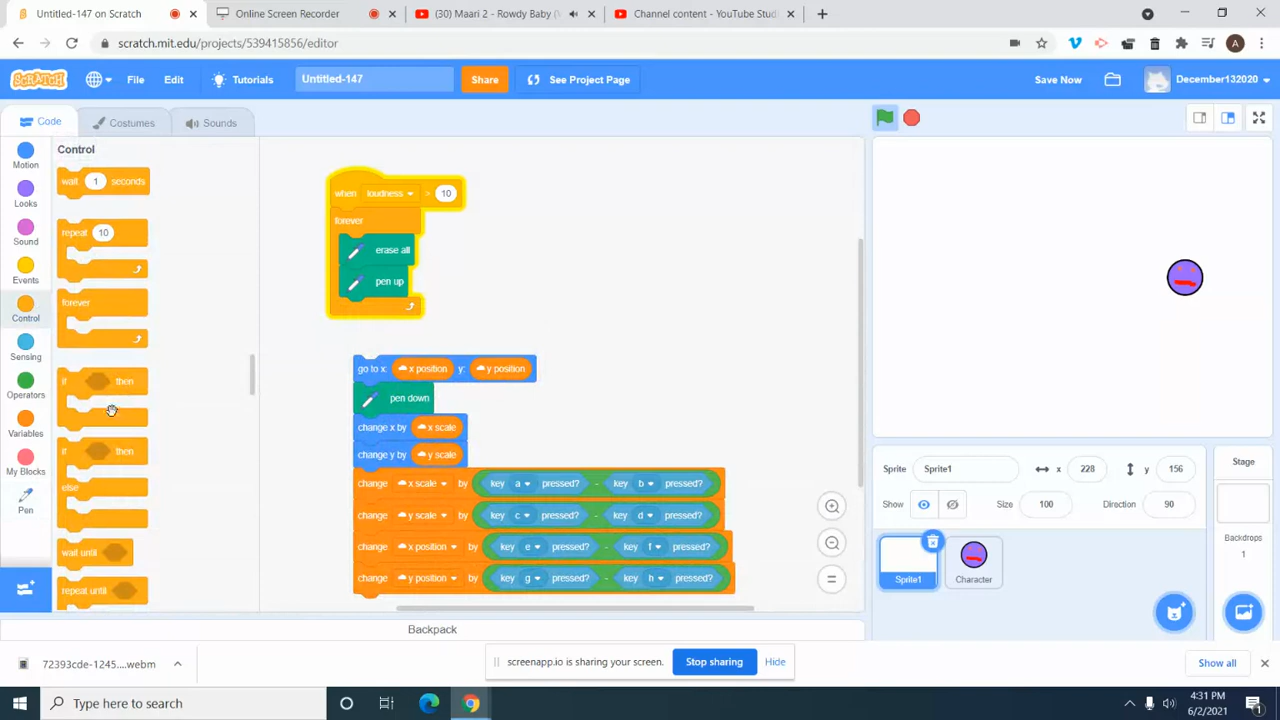 Untitled-147 on Scratch
Online Screen Recorder
(30) Maari 2 - Rowdy Baby (V
Channel content - YouTube Stud
scratch.mit.edu/projects/539415856/editor
A
SCRATCH
File
Edit
Tutorials
Untitled-147
Share
See Project Page
Save Now
December132020
Code
Costumes
Sounds
Motion
Looks
Sound
Events
Control
Sensing
Operators
Variables
My Blocks
Pen
Control
wait 1 seconds
repeat 10
forever
if then
if then
else
wait until
repeat until
when loudness > 10
forever
erase all
pen up
go to x: x position y: y position
pen down
change x by x scale
change y by y scale
change x scale by key a pressed? - key b pressed?
change y scale by key c pressed? - key d pressed?
change x position by key e pressed? - key f pressed?
change y position by key g pressed? - key h pressed?
Sprite Sprite1 x 228 y 156
Show Size 100 Direction 90
Sprite1
Character
Stage
Backdrops
1
Backpack
72393cde-1245....webm
screenapp.io is sharing your screen.
Stop sharing
Hide
Show all
Type here to search
4:31 PM
6/2/2021
1